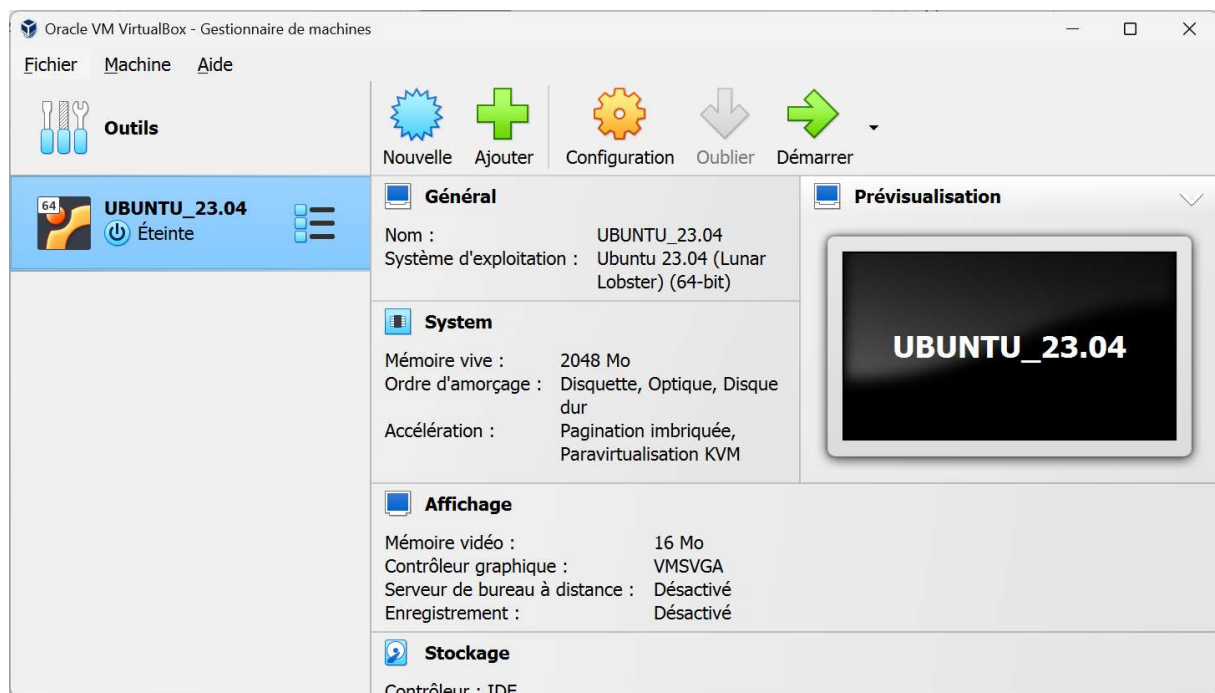 Oracle VM VirtualBox - Gestionnaire de machines
Fichier Machine Aide
Outils
Nouvelle Ajouter Configuration Oublier Démarrer
64
UBUNTU_23.04
Éteinte
Général
Nom : UBUNTU_23.04
Système d'exploitation : Ubuntu 23.04 (Lunar
Lobster) (64-bit)
System
Mémoire vive : 2048 Mo
Ordre d'amorçage : Disquette, Optique, Disque
dur
Accélération : Pagination imbriquée,
Paravirtualisation KVM
Prévisualisation
UBUNTU_23.04
Affichage
Mémoire vidéo : 16 Mo
Contrôleur graphique : VMSVGA
Serveur de bureau à distance : Désactivé
Enregistrement : Désactivé
Stockage
Contrôleur : IDE